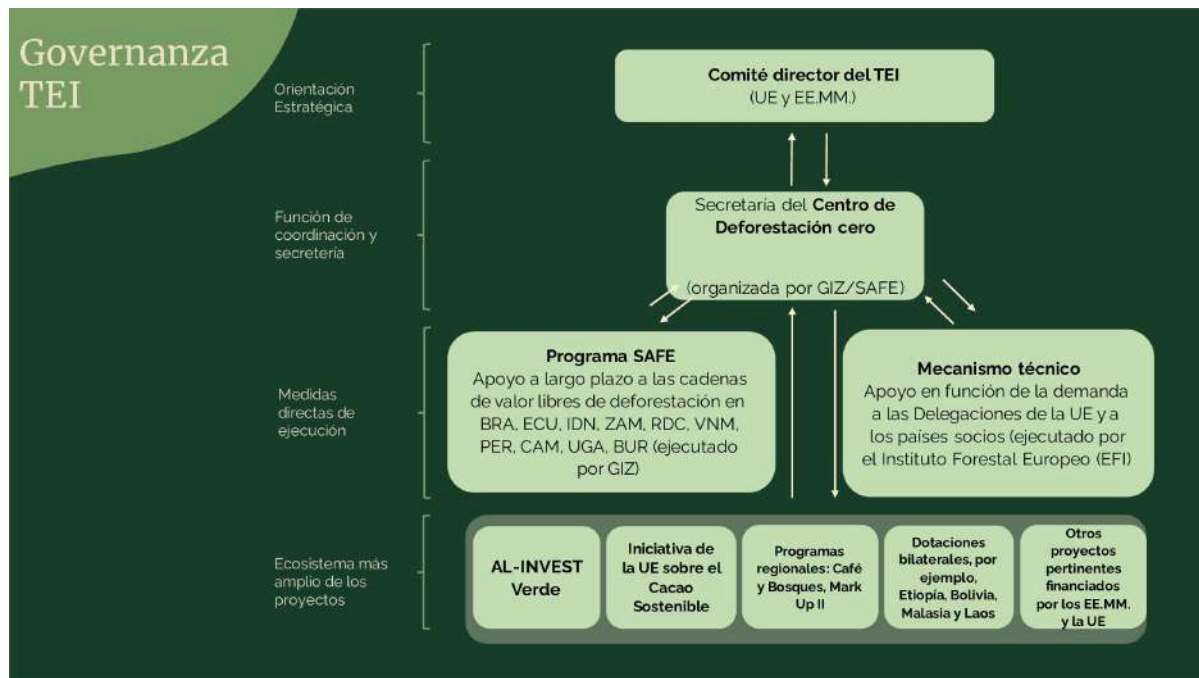 Governanza
TEI
Orientación
Estratégica
Comité director del TEI
(UE y EE.MM.)
Función de
coordinación y
secretería
Secretaría del Centro de
Deforestación cero
(organizada por GIZ/SAFE)
Medidas
directas de
ejecución
Programa SAFE
Apoyo a largo plazo a las cadenas
de valor libres de deforestación en
BRA, ECU, IDN, ZAM, RDC, VNM,
PER, CAM, UGA, BUR (ejecutado
por GIZ)
Mecanismo técnico
Apoyo en función de la demanda
a las Delegaciones de la UE y a
los países socios (ejecutado por
el Instituto Forestal Europeo (EFI)
Ecosistema más
amplio de los
proyectos
AL-INVEST
Verde
Iniciativa de
la UE sobre el
Cacao
Sostenible
Programas
regionales: Café
y Bosques, Mark
Up II
Dotaciones
bilaterales, por
ejemplo,
Etiopía, Bolivia,
Malasia y Laos
Otros
proyectos
pertinentes
financiados
por los EE.MM.
y la UE